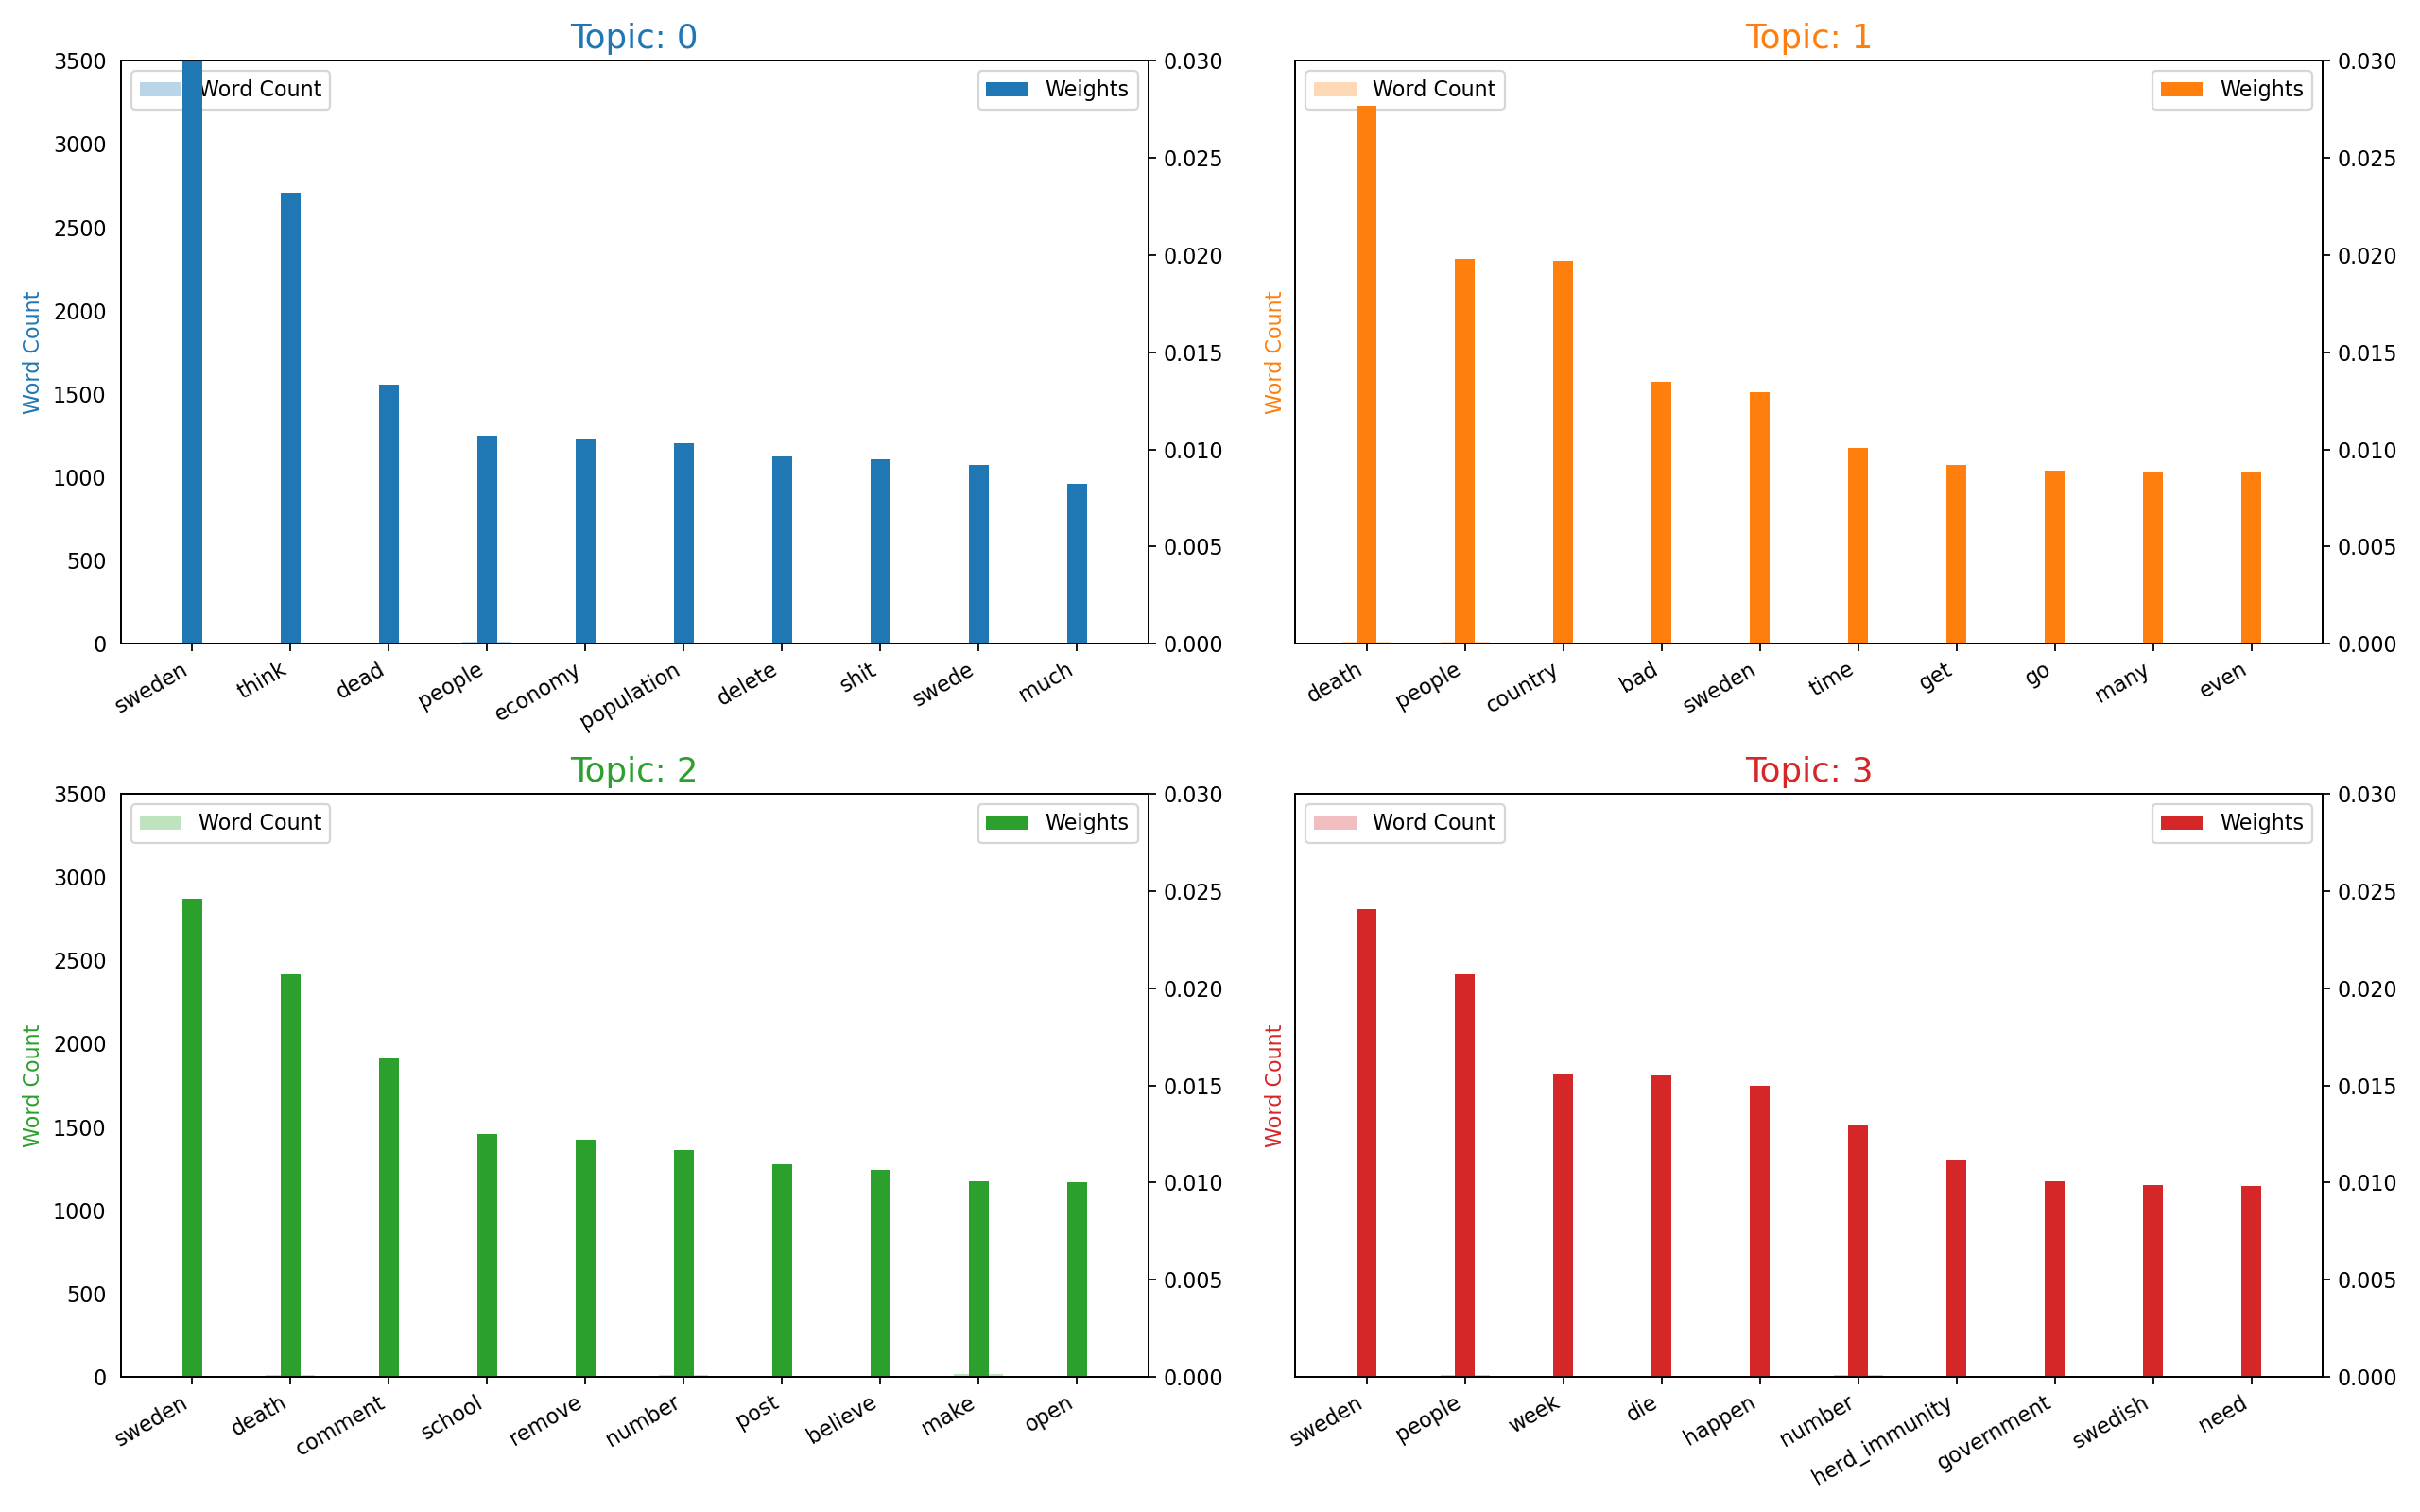 Topic: 0
Word Count
Weights
Word Count
3500
3000
2500
2000
1500
1000
500
0
0.030
0.025
0.020
0.015
0.010
0.005
0.000
sweden
think
dead
people
economy
population
delete
shit
swede
much
Topic: 1
Word Count
Weights
Word Count
0.030
0.025
0.020
0.015
0.010
0.005
0.000
death
people
country
bad
sweden
time
get
go
many
even
Topic: 2
Word Count
Weights
Word Count
3500
3000
2500
2000
1500
1000
500
0
0.030
0.025
0.020
0.015
0.010
0.005
0.000
sweden
death
comment
school
remove
number
post
believe
make
open
Topic: 3
Word Count
Weights
Word Count
0.030
0.025
0.020
0.015
0.010
0.005
0.000
sweden
people
week
die
happen
number
herd_immunity
government
swedish
need